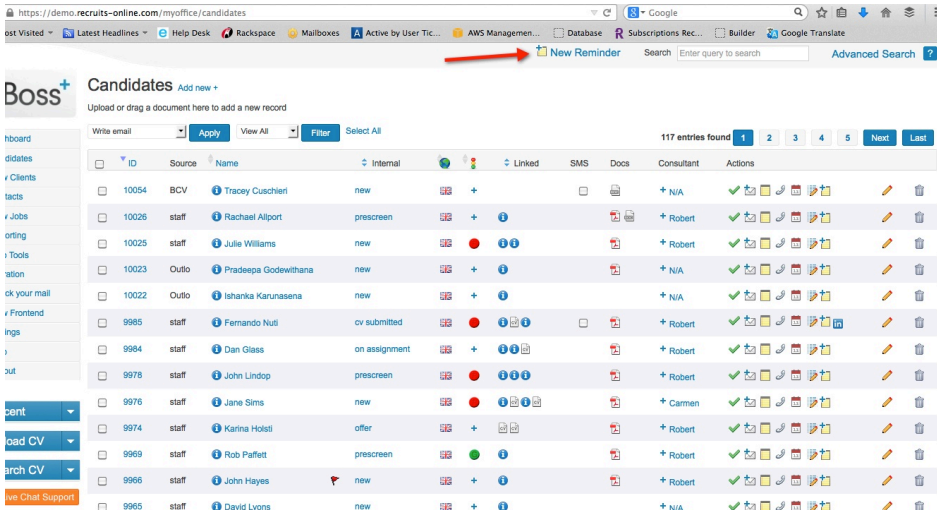 https://demo.recruits-online.com/myoffice/candidates
Google
ost Visited Latest Headlines Help Desk Rackspace Mailboxes Active by User Tic... AWS Managemen... Database Subscriptions Rec... Builder Google Translate
New Reminder Search Enter query to search Advanced Search ?
Boss+
Candidates Add new +
Upload or drag a document here to add a new record
Write email Apply View All Filter Select All
117 entries found 1 2 3 4 5 Next Last
ID Source Name Internal Linked SMS Docs Consultant Actions
10054 BCV Tracey Cuschieri new + + N/A
10026 staff Rachael Allport prescreen + + Robert
10025 staff Julie Williams new + Robert
10023 Outlo Pradeepa Godewithana new + + N/A
10022 Outlo Ishanka Karunasena new + + N/A
9985 staff Fernando Nuti cv submitted + Robert in
9984 staff Dan Glass on assignment + + Robert
9978 staff John Lindop prescreen + Robert
9976 staff Jane Sims new + Carmen
9974 staff Karina Holsti offer + + Robert
9969 staff Rob Paffett prescreen + Robert
9966 staff John Hayes new + + Robert
9965 staff David Lyons new + + N/A
hboard
didates
v Clients
tacts
v Jobs
orting
Tools
ration
ck your mail
v Frontend
ings
out
cent
load CV
arch CV
ive Chat Support